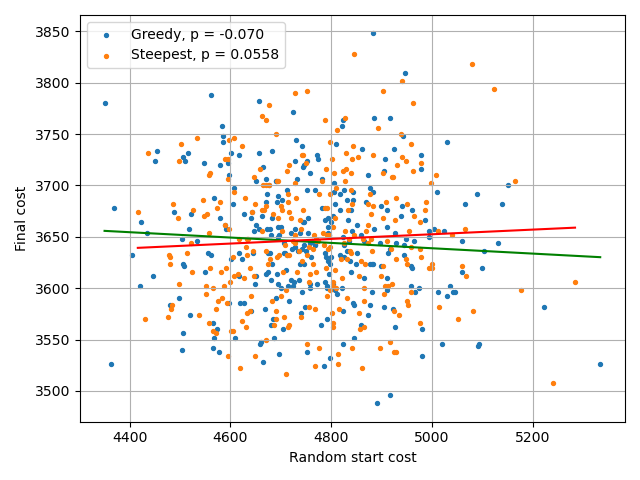 Greedy, p = -0.070
Steepest, p = 0.0558
3850
3800
3750
3700
3650
3600
3550
3500
Final cost
4400 4600 4800 5000 5200
Random start cost